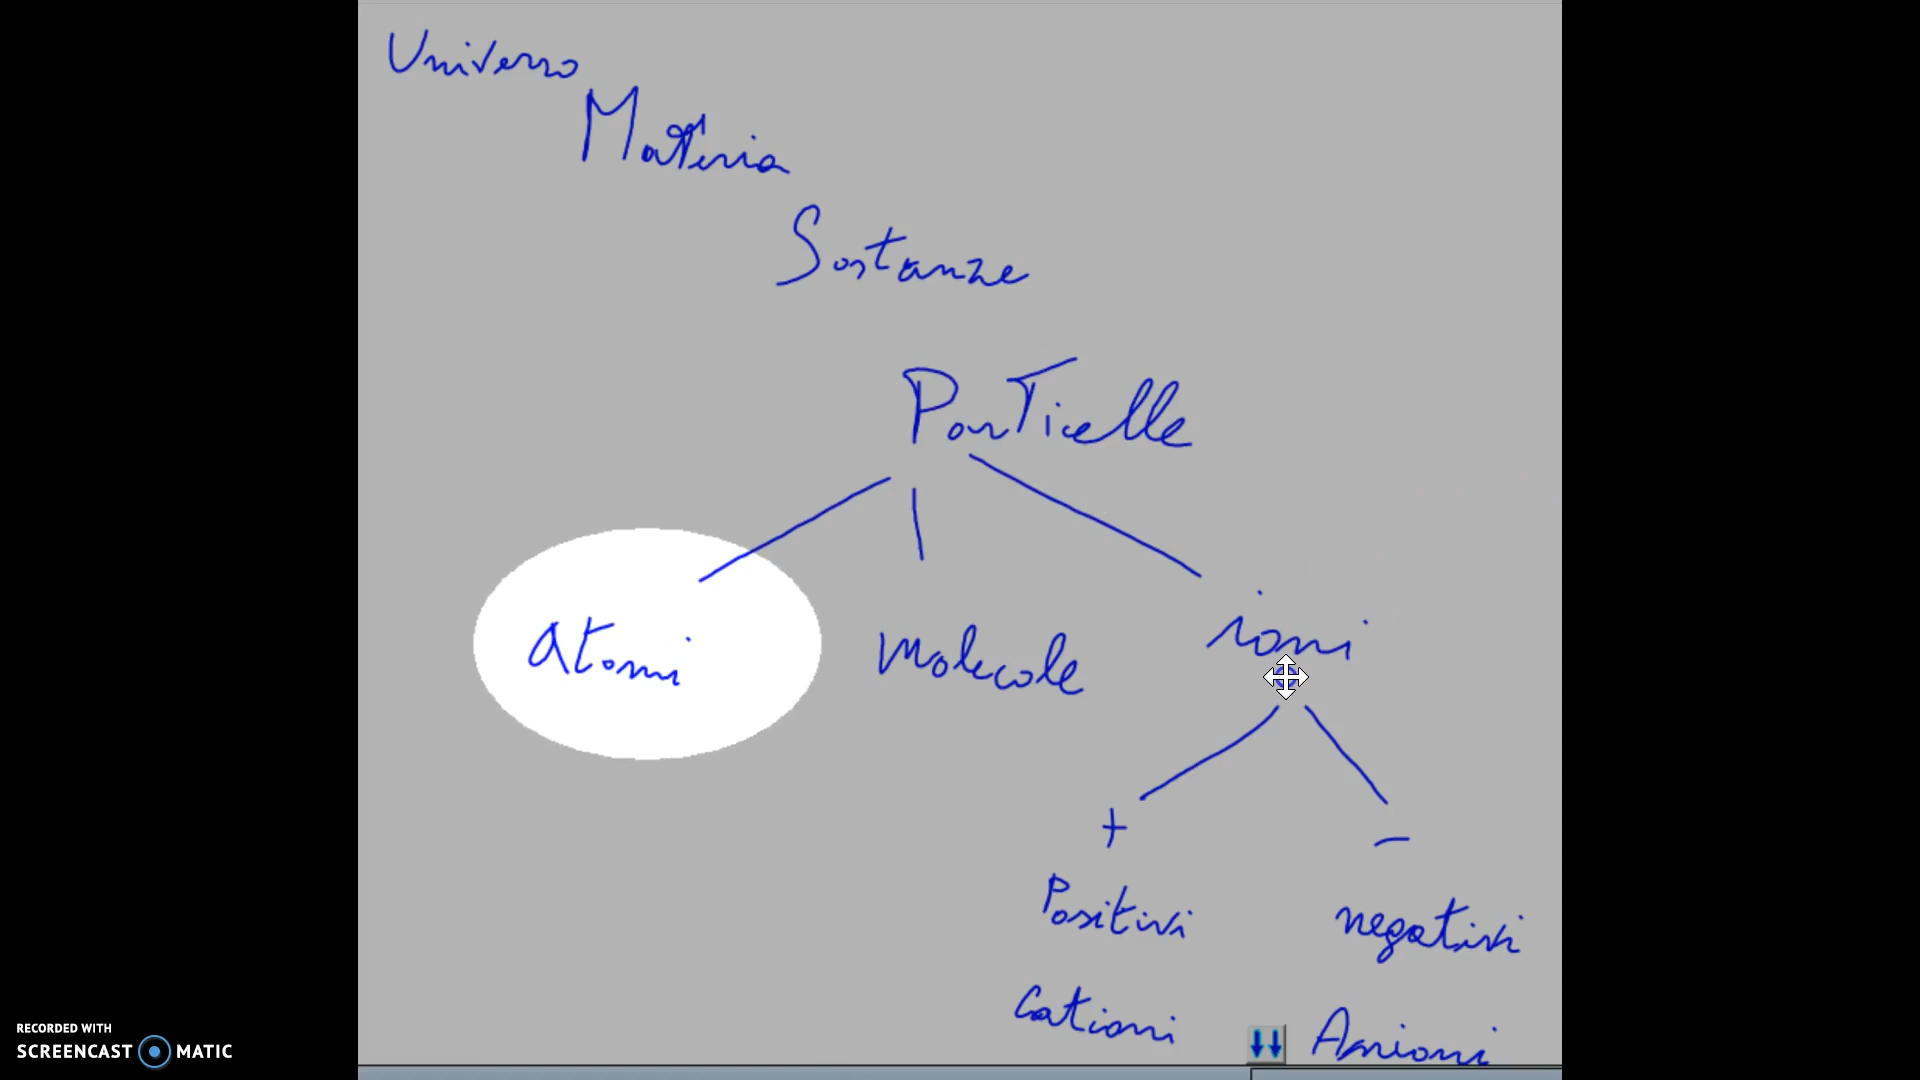 Universo
Materia
Sostanze
Particelle
Atomi Molecole ioni
+ −
Positivi negativi
Cationi Anioni
RECORDED WITH
SCREENCAST MATIC